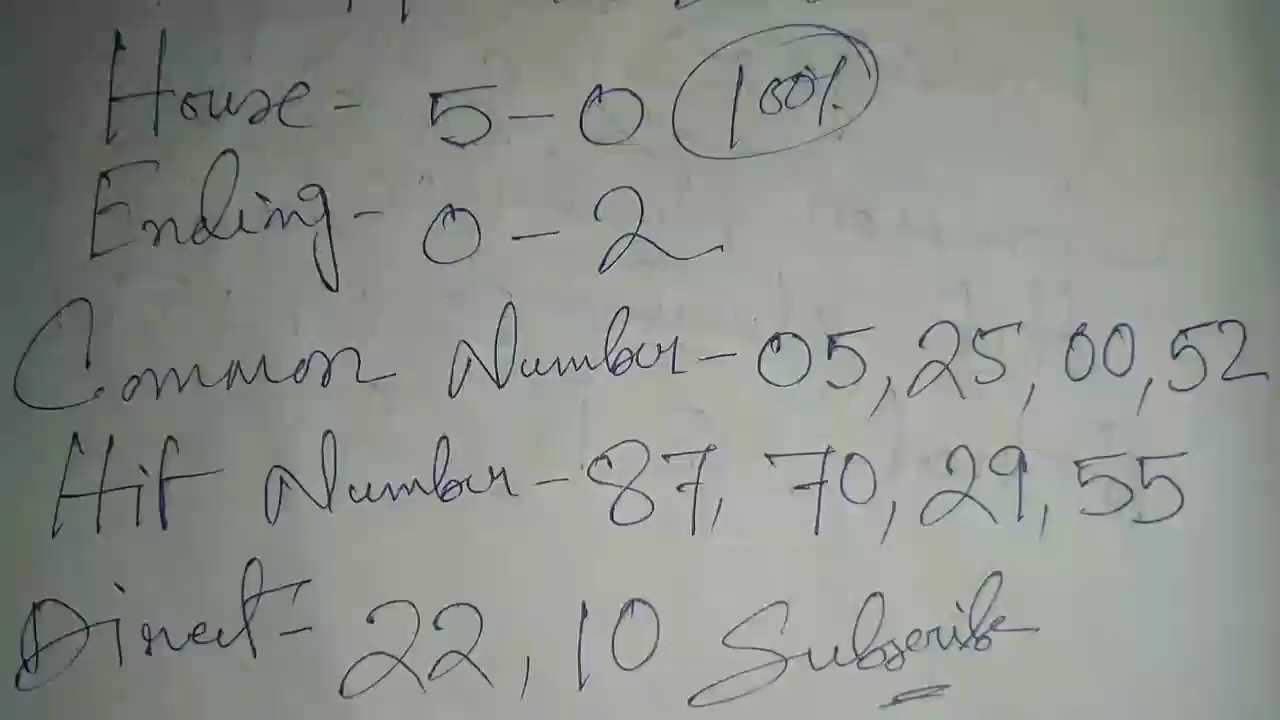 House - 5 - 0 100%
Ending - 0 - 2
Common Number - 05, 25, 00, 52
Hit Number - 87, 70, 29, 55
Direct - 22, 10 Subscribe